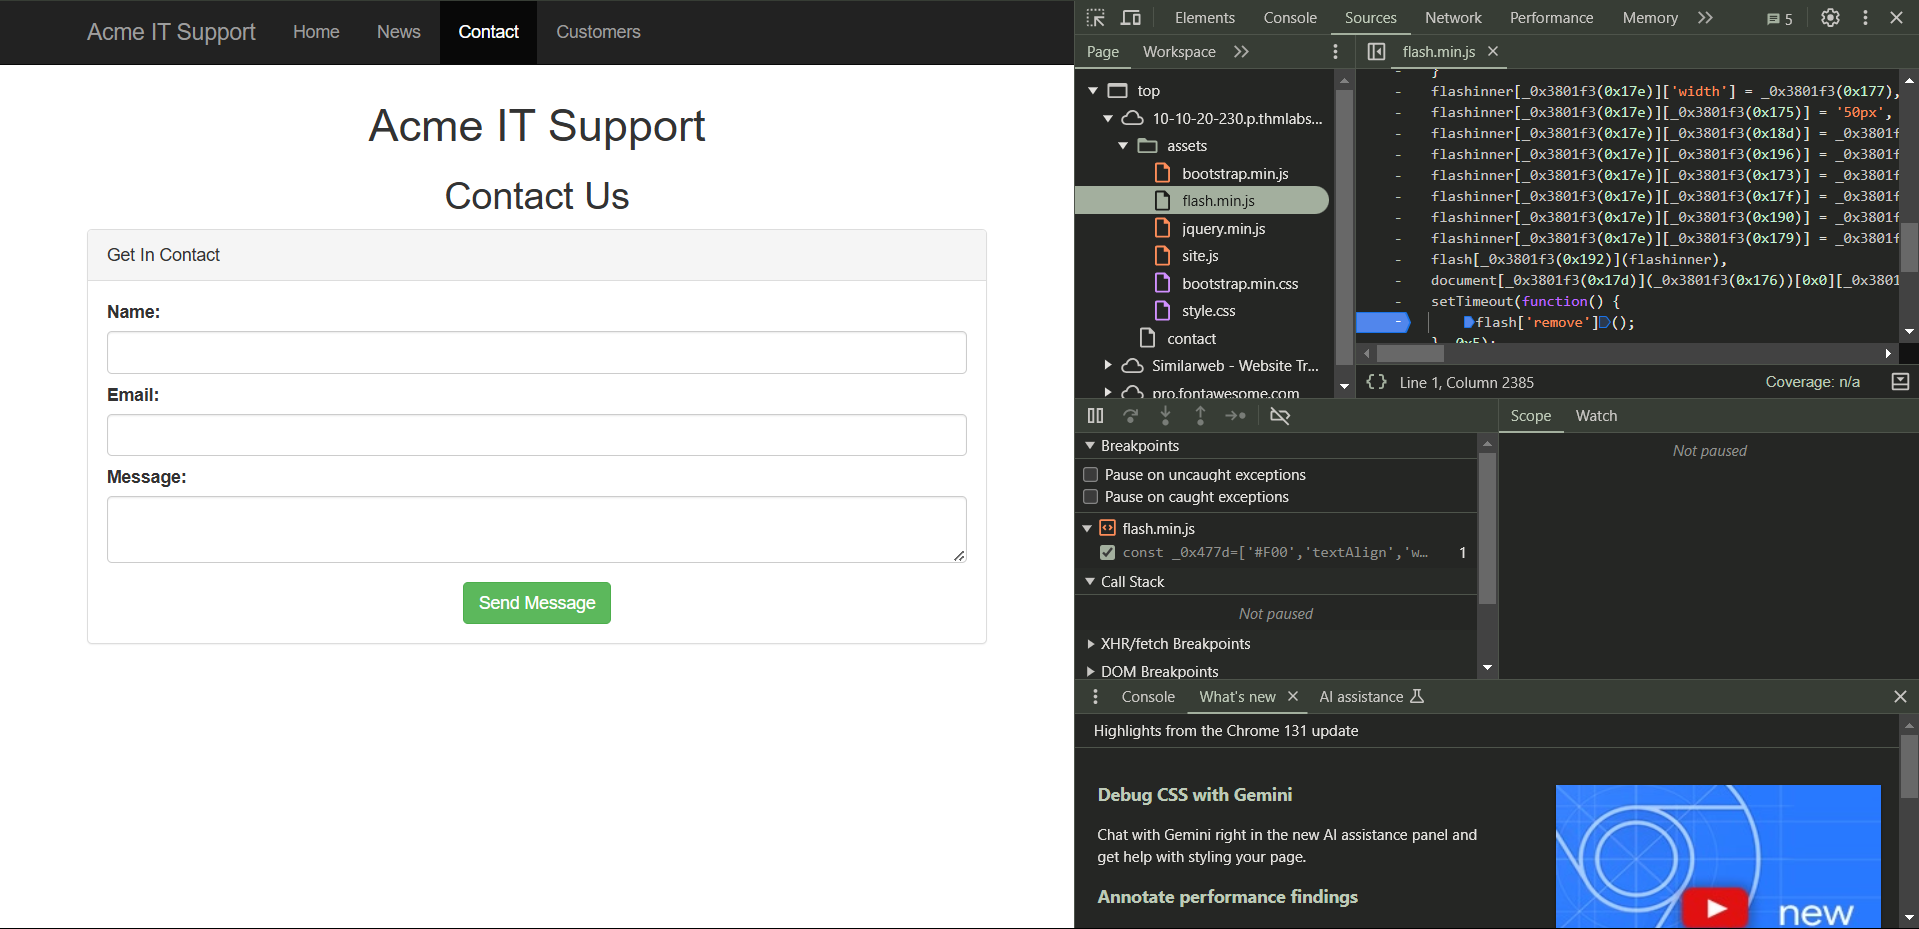 Acme IT Support Home News Contact Customers
Acme IT Support
Contact Us
Get In Contact
Name:
Email:
Message:
Send Message
Elements Console Sources Network Performance Memory 5
Page Workspace
flash.min.js
top
10-10-20-230.p.thmlabs...
assets
bootstrap.min.js
flash.min.js
jquery.min.js
site.js
bootstrap.min.css
style.css
contact
Similarweb - Website Tr...
pro.fontawesome.com
- }
- flashinner[_0x3801f3(0x17e)]['width'] = _0x3801f3(0x177),
- flashinner[_0x3801f3(0x17e)][_0x3801f3(0x175)] = '50px',
- flashinner[_0x3801f3(0x17e)][_0x3801f3(0x18d)] = _0x3801f
- flashinner[_0x3801f3(0x17e)][_0x3801f3(0x196)] = _0x3801f
- flashinner[_0x3801f3(0x17e)][_0x3801f3(0x173)] = _0x3801f
- flashinner[_0x3801f3(0x17e)][_0x3801f3(0x17f)] = _0x3801f
- flashinner[_0x3801f3(0x17e)][_0x3801f3(0x190)] = _0x3801f
- flashinner[_0x3801f3(0x17e)][_0x3801f3(0x179)] = _0x3801f
- flash[_0x3801f3(0x192)](flashinner),
- document[_0x3801f3(0x17d)](_0x3801f3(0x176))[0x0][_0x3801
- setTimeout(function() {
- flash['remove']();
}, 0x5);
{} Line 1, Column 2385 Coverage: n/a
Breakpoints
Pause on uncaught exceptions
Pause on caught exceptions
flash.min.js
const _0x477d=['#F00','textAlign','w... 1
Call Stack
Not paused
XHR/fetch Breakpoints
DOM Breakpoints
Scope Watch
Not paused
Console What's new AI assistance
Highlights from the Chrome 131 update
Debug CSS with Gemini
Chat with Gemini right in the new AI assistance panel and
get help with styling your page.
Annotate performance findings
new